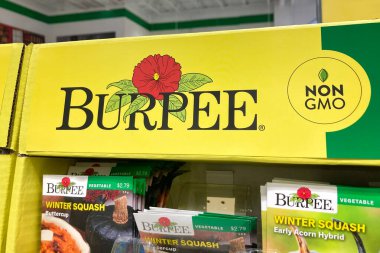 BURPEE®
NON
GMO
BURPEE
VEGETABLE $2.79
WINTER SQUASH
Buttercup
BURPEE
VEGETABLE $2.79
WINTER SQUASH
BURPEE
VEGETABLE
WINTER SQUASH
Early Acorn Hybrid